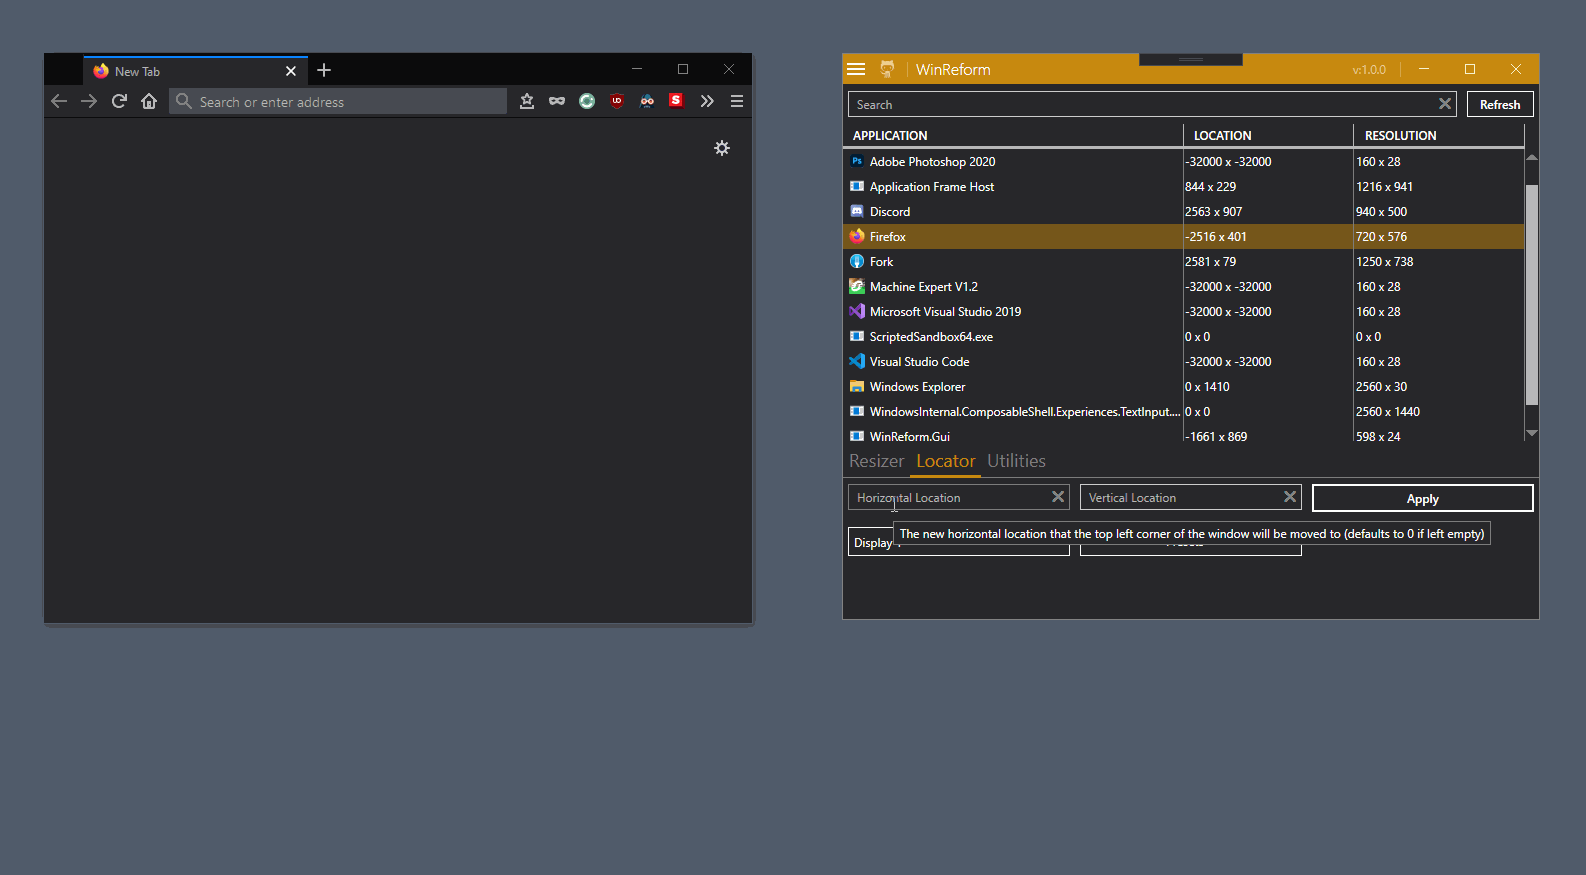 New Tab
Search or enter address
WinReform
v:1.0.0
Search
Refresh
APPLICATION LOCATION RESOLUTION
Adobe Photoshop 2020 -32000 x -32000 160 x 28
Application Frame Host 844 x 229 1216 x 941
Discord 2563 x 907 940 x 500
Firefox -2516 x 401 720 x 576
Fork 2581 x 79 1250 x 738
Machine Expert V1.2 -32000 x -32000 160 x 28
Microsoft Visual Studio 2019 -32000 x -32000 160 x 28
ScriptedSandbox64.exe 0 x 0 0 x 0
Visual Studio Code -32000 x -32000 160 x 28
Windows Explorer 0 x 1410 2560 x 30
WindowsInternal.ComposableShell.Experiences.TextInput.... 0 x 0 2560 x 1440
WinReform.Gui -1661 x 869 598 x 24
Resizer Locator Utilities
Horizontal Location Vertical Location Apply
The new horizontal location that the top left corner of the window will be moved to (defaults to 0 if left empty)
Display